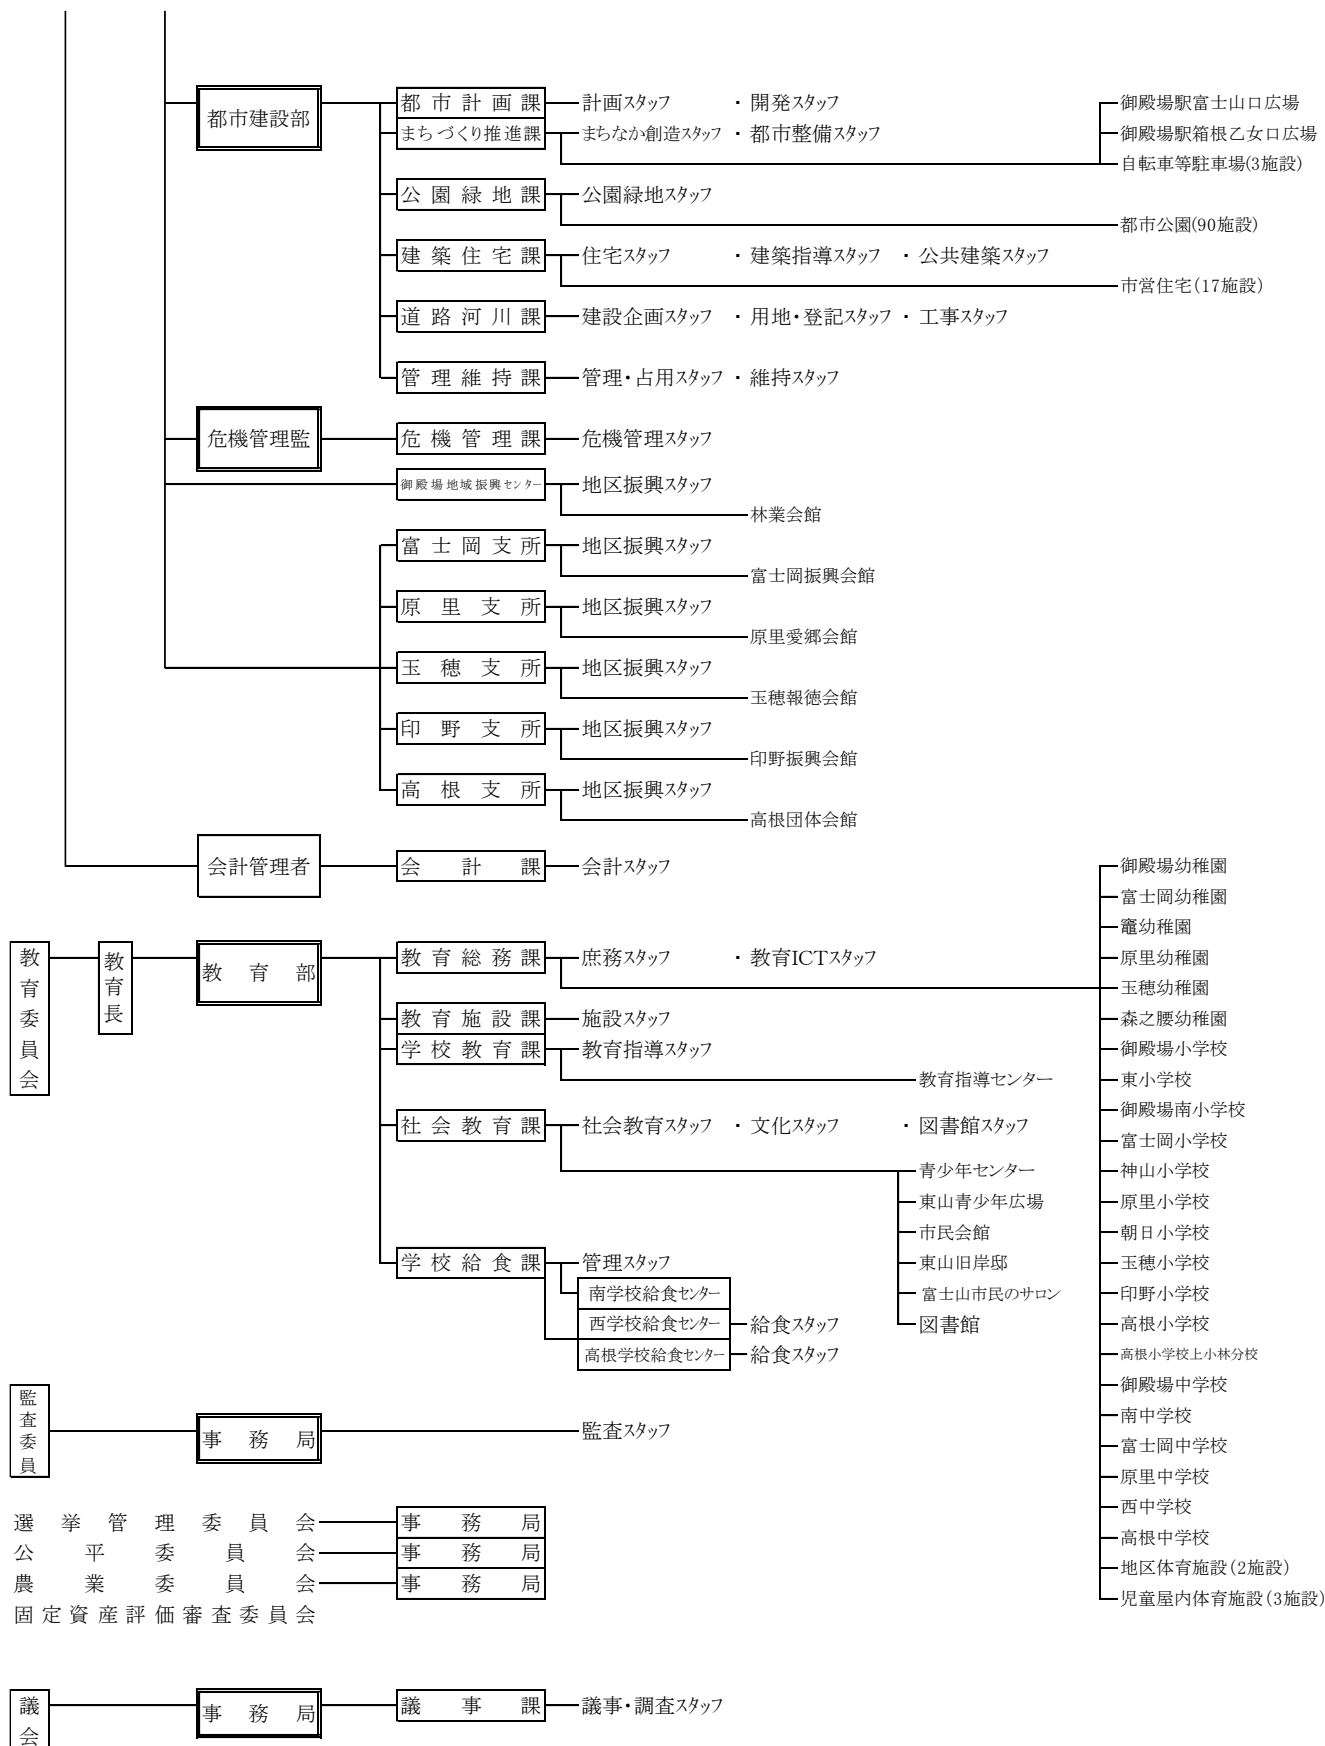 都市建設部
都市計画課 計画スタッフ ・ 開発スタッフ 御殿場駅富士山口広場
まちづくり推進課 まちなか創造スタッフ ・ 都市整備スタッフ 御殿場駅箱根乙女口広場
自転車等駐車場(3施設)
公園緑地課 公園緑地スタッフ
都市公園(90施設)
建築住宅課 住宅スタッフ ・ 建築指導スタッフ ・ 公共建築スタッフ
市営住宅(17施設)
道路河川課 建設企画スタッフ ・ 用地・登記スタッフ ・ 工事スタッフ
管理維持課 管理・占用スタッフ ・ 維持スタッフ
危機管理監 危機管理課 危機管理スタッフ
御殿場地域振興センター 地区振興スタッフ
林業会館
富士岡支所 地区振興スタッフ
富士岡振興会館
原里支所 地区振興スタッフ
原里愛郷会館
玉穂支所 地区振興スタッフ
玉穂報徳会館
印野支所 地区振興スタッフ
印野振興会館
高根支所 地区振興スタッフ
高根団体会館
会計管理者 会計課 会計スタッフ
教育委員会 教育長 教育部
教育総務課 庶務スタッフ ・ 教育ICTスタッフ
御殿場幼稚園
富士岡幼稚園
竈幼稚園
原里幼稚園
玉穂幼稚園
森之腰幼稚園
御殿場小学校
東小学校
御殿場南小学校
富士岡小学校
神山小学校
原里小学校
朝日小学校
玉穂小学校
印野小学校
高根小学校
高根小学校上小林分校
御殿場中学校
南中学校
富士岡中学校
原里中学校
西中学校
高根中学校
地区体育施設(2施設)
児童屋内体育施設(3施設)
教育施設課 施設スタッフ
学校教育課 教育指導スタッフ
教育指導センター
社会教育課 社会教育スタッフ ・ 文化スタッフ ・ 図書館スタッフ
青少年センター
東山青少年広場
市民会館
東山旧岸邸
富士山市民のサロン
図書館
学校給食課 管理スタッフ
南学校給食センター
西学校給食センター 給食スタッフ
高根学校給食センター 給食スタッフ
監査委員 事務局 監査スタッフ
選挙管理委員会 事務局
公平委員会 事務局
農業委員会 事務局
固定資産評価審査委員会
議会 事務局 議事課 議事・調査スタッフ